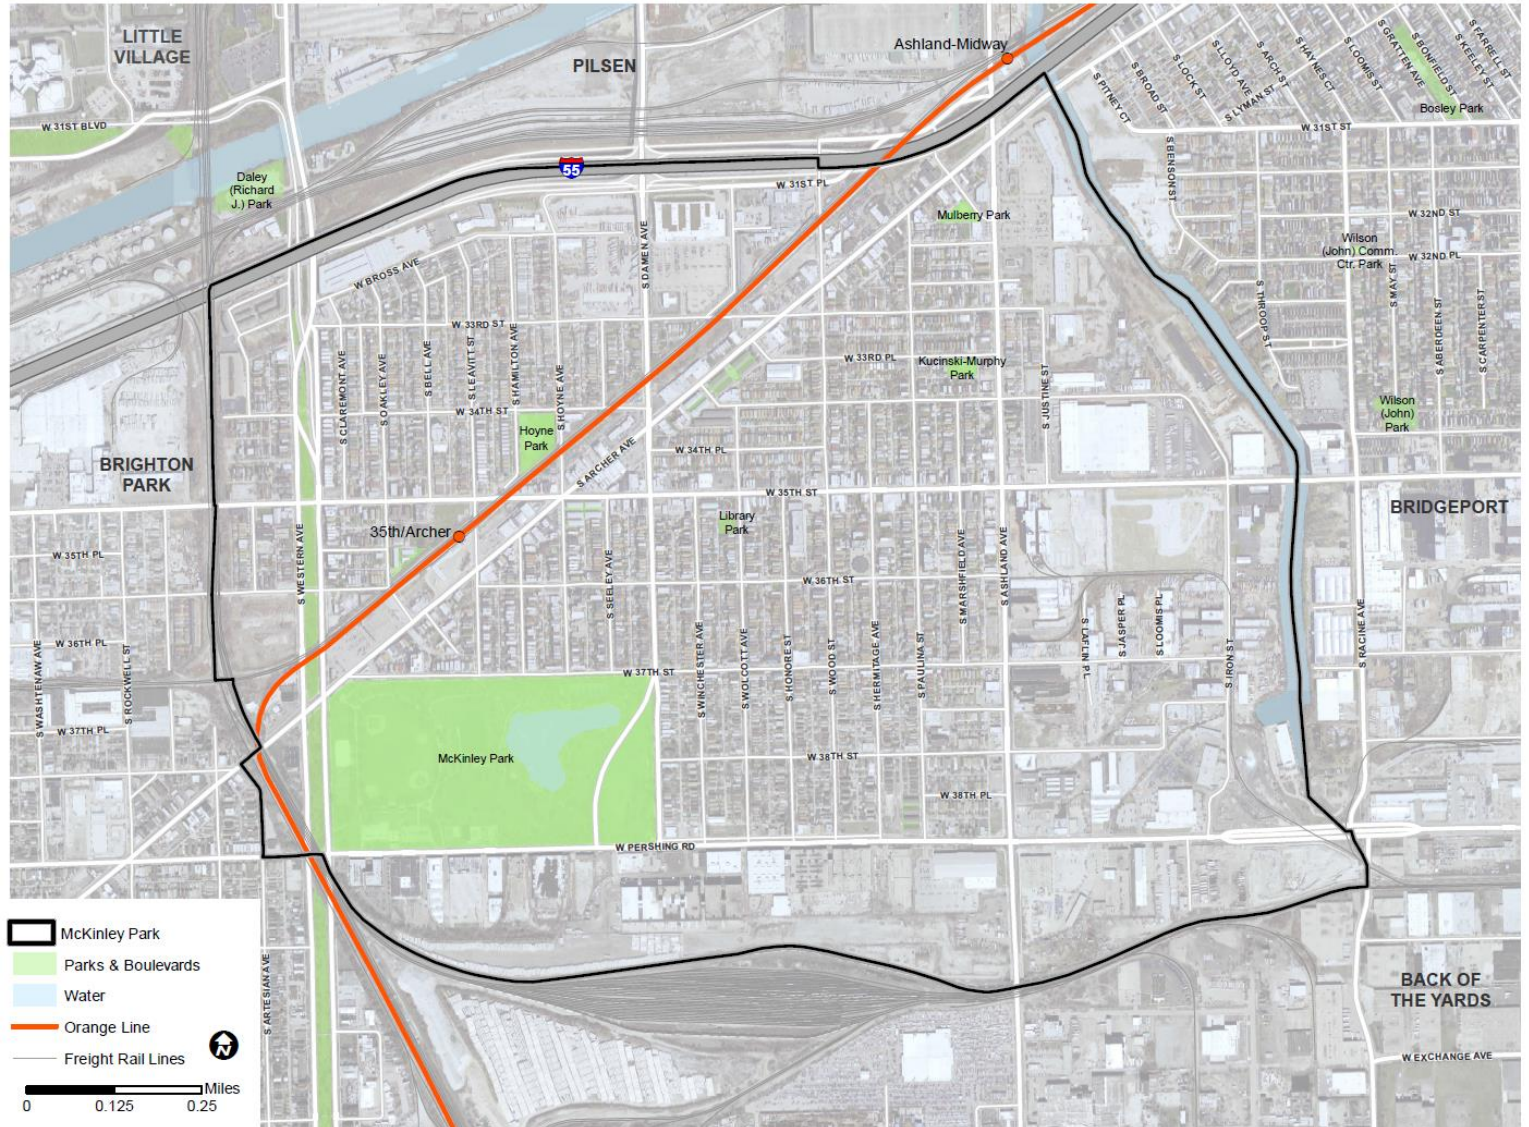 LITTLE
VILLAGE
PILSEN
Ashland-Midway
S PITNEY CT
S BROAD ST
S LOCK ST
S LLOYD AVE
S ARCH ST
S LYMAN ST
S HAYNES CT
S LOOMIS ST
S GRATTEN AVE
S BONFIELD ST
S KEELEY ST
S FARRELL ST
Bosley Park
W 31ST BLVD
W 31ST ST
55
Daley
(Richard
J.) Park
W 31ST PL
S BENSON ST
Mulberry Park
W 32ND ST
Wilson
(John) Comm.
Ctr. Park
W 32ND PL
W BROSS AVE
S DAMEN AVE
S THROOP ST
S MAY ST
S ABERDEEN ST
S CARPENTER ST
W 33RD ST
W 33RD PL
Kucinski-Murphy
Park
S CLAREMONT AVE
S OAKLEY AVE
S BELL AVE
S LEAVITT ST
S HAMILTON AVE
S HOYNE AVE
S JUSTINE ST
W 34TH ST
Hoyne
Park
Wilson
(John)
Park
S ARCHER AVE
W 34TH PL
BRIGHTON
PARK
W 35TH ST
BRIDGEPORT
Library
Park
35th/Archer
W 35TH PL
S WESTERN AVE
S SEELEY AVE
W 36TH ST
S MARSHFIELD AVE
S ASHLAND AVE
S LAFLIN PL
S JASPER PL
S LOOMIS PL
S IRON ST
S RACINE AVE
W 36TH PL
S WASHTENAW AVE
S ROCKWELL ST
W 37TH ST
S WINCHESTER AVE
S WOLCOTT AVE
S HONORE ST
S WOOD ST
S HERMITAGE AVE
S PAULINA ST
W 37TH PL
McKinley Park
W 38TH ST
W 38TH PL
W PERSHING RD
McKinley Park
Parks & Boulevards
Water
Orange Line
Freight Rail Lines
N
Miles
0 0.125 0.25
S ARTESIAN AVE
BACK OF
THE YARDS
W EXCHANGE AVE